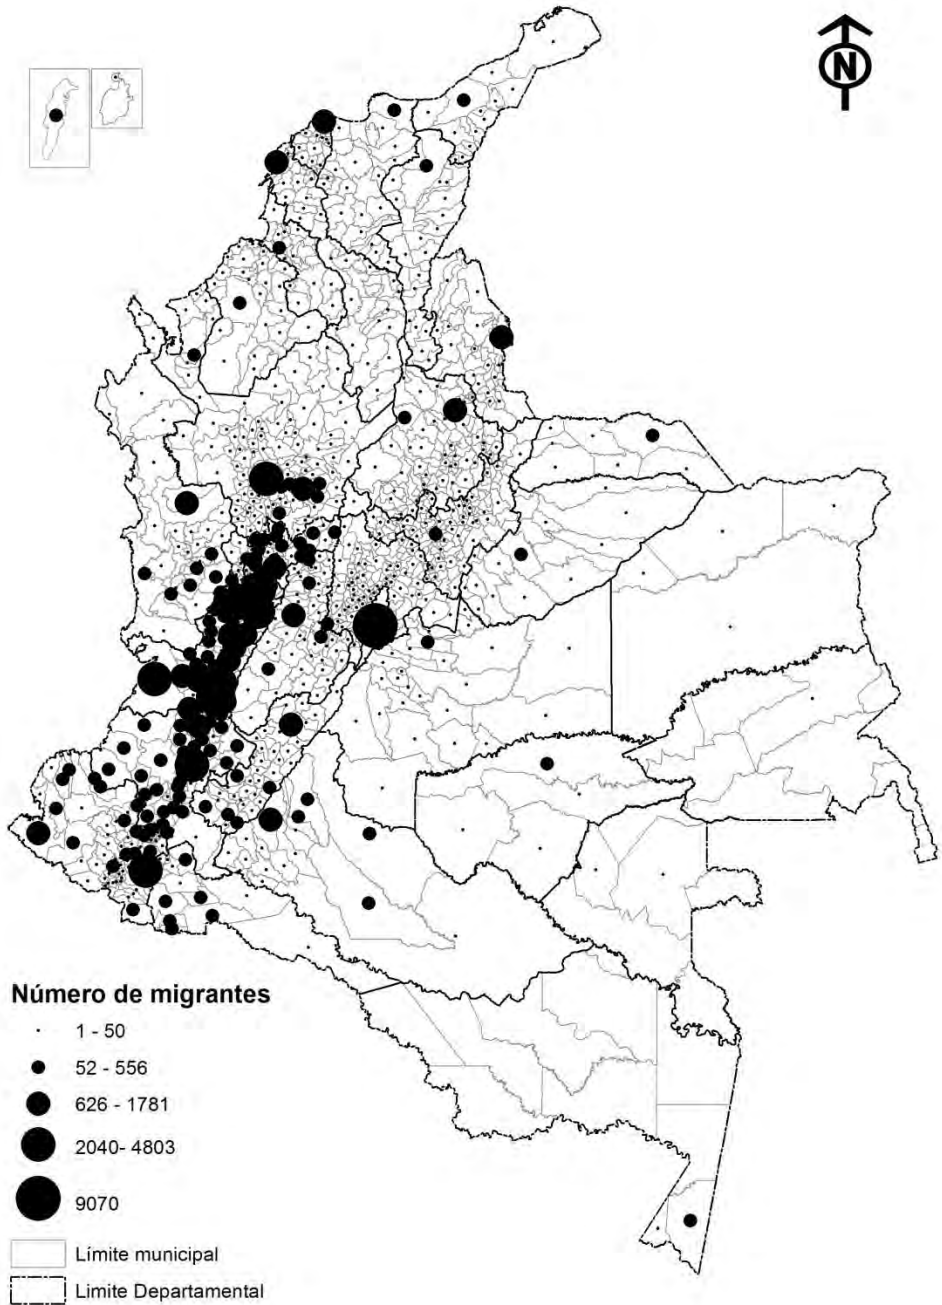 N
Número de migrantes
1 - 50
52 - 556
626 - 1781
2040- 4803
9070
Límite municipal
Limite Departamental